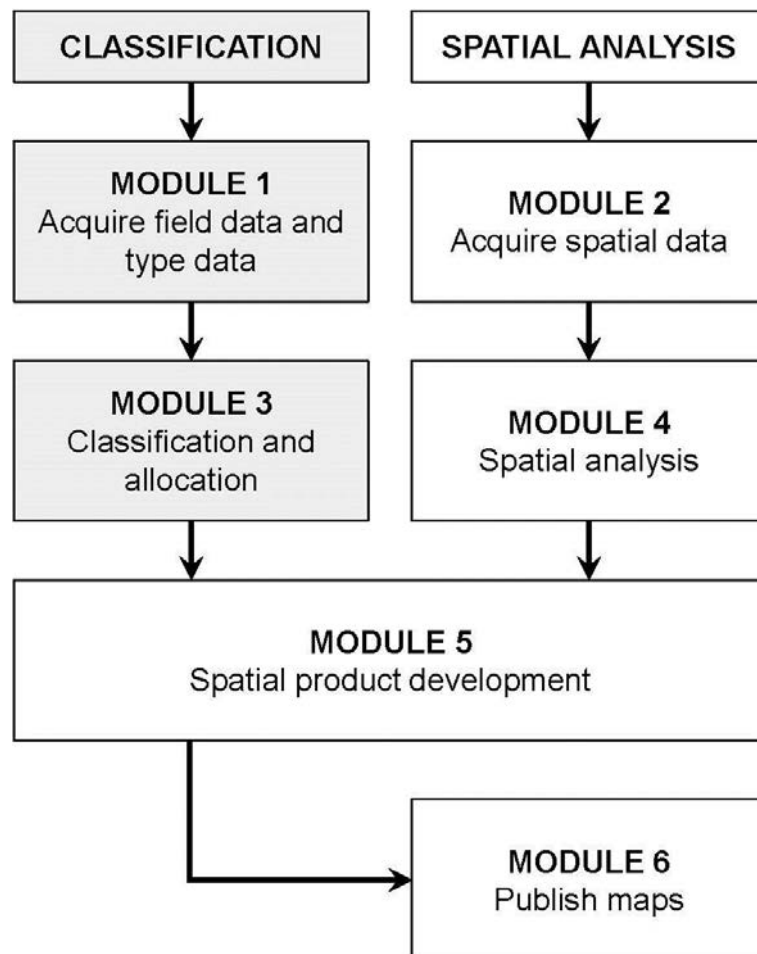 CLASSIFICATION
SPATIAL ANALYSIS
MODULE 1
Acquire field data and
type data
MODULE 2
Acquire spatial data
MODULE 3
Classification and
allocation
MODULE 4
Spatial analysis
MODULE 5
Spatial product development
MODULE 6
Publish maps